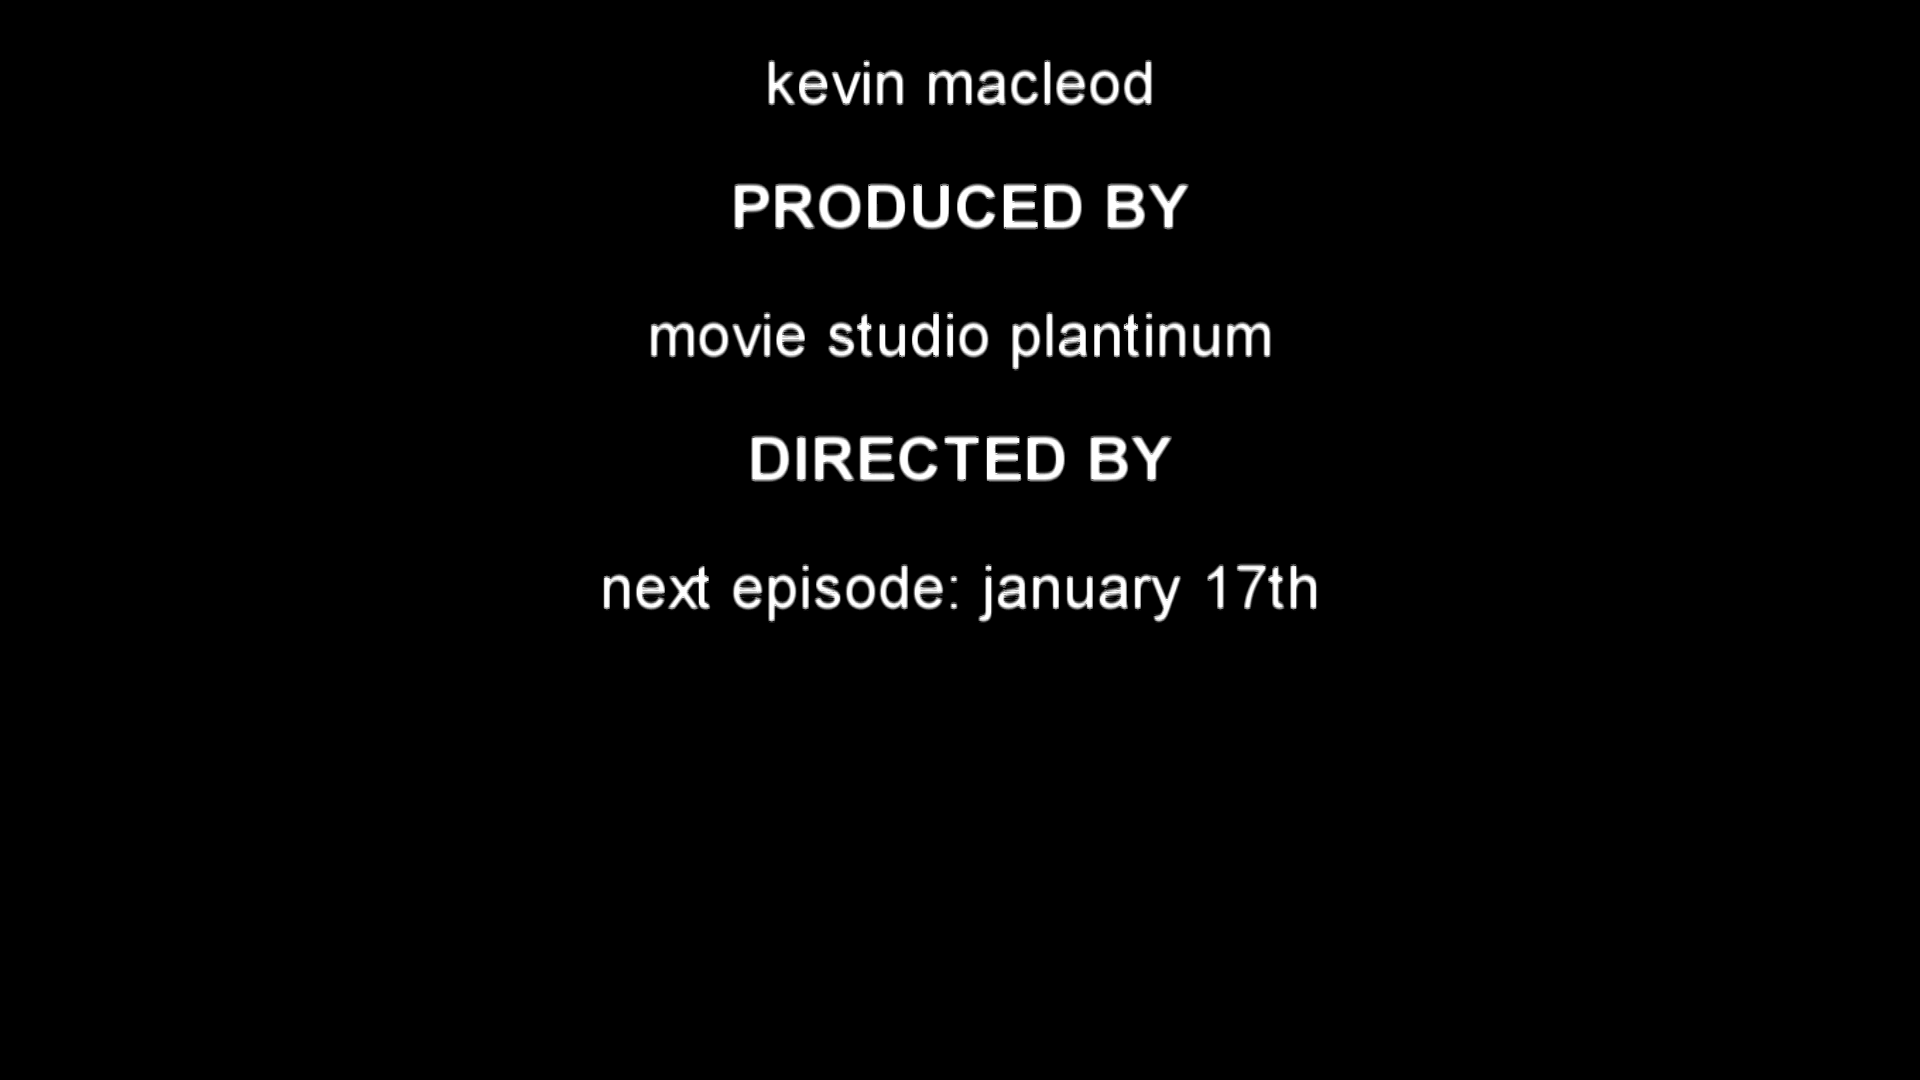 kevin macleod
PRODUCED BY
movie studio plantinum
DIRECTED BY
next episode: january 17th